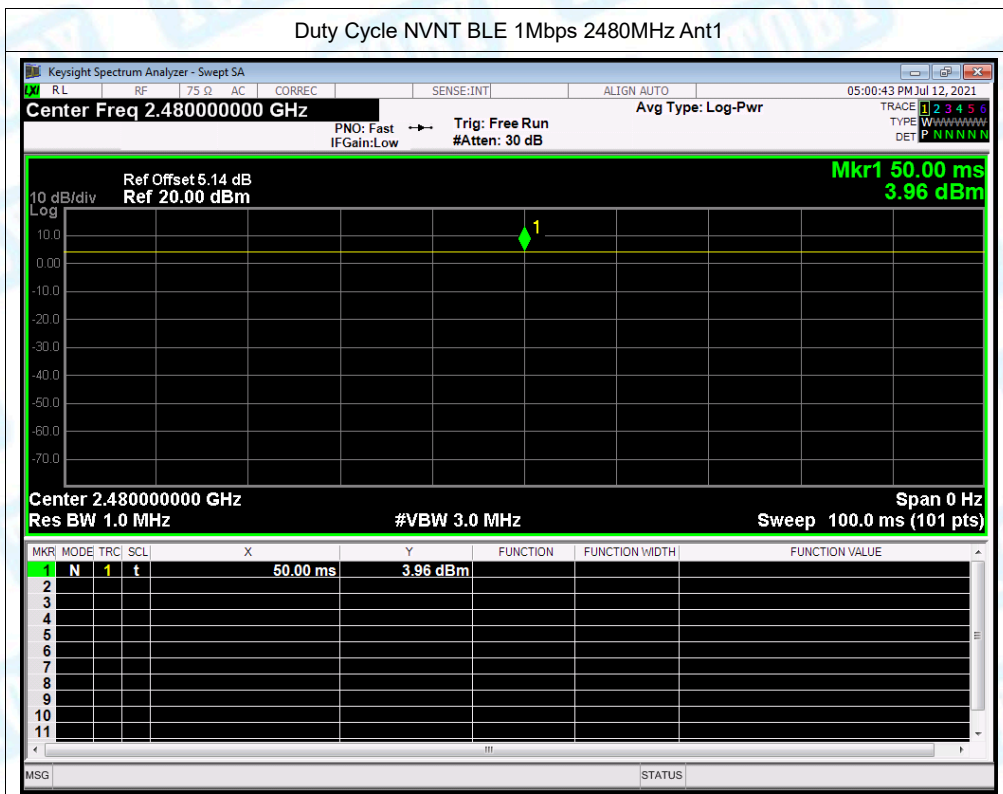 Duty Cycle NVNT BLE 1Mbps 2480MHz Ant1
Keysight Spectrum Analyzer - Swept SA
LXI RL RF 75 Ω AC CORREC SENSE:INT ALIGN AUTO 05:00:43 PM Jul 12, 2021
Center Freq 2.480000000 GHz Avg Type: Log-Pwr TRACE 1 2 3 4 5 6
PNO: Fast Trig: Free Run TYPE WWWWWW
IFGain:Low #Atten: 30 dB DET P N N N N N
Mkr1 50.00 ms
Ref Offset 5.14 dB
10 dB/div Ref 20.00 dBm 3.96 dBm
Log
1
10.0
0.00
-10.0
-20.0
-30.0
-40.0
-50.0
-60.0
-70.0
Center 2.480000000 GHz Span 0 Hz
Res BW 1.0 MHz #VBW 3.0 MHz Sweep 100.0 ms (101 pts)
MKR MODE TRC SCL X Y FUNCTION FUNCTION WIDTH FUNCTION VALUE
1 N 1 t 50.00 ms 3.96 dBm
2
3
4
5
6
7
8
9
10
11
MSG STATUS